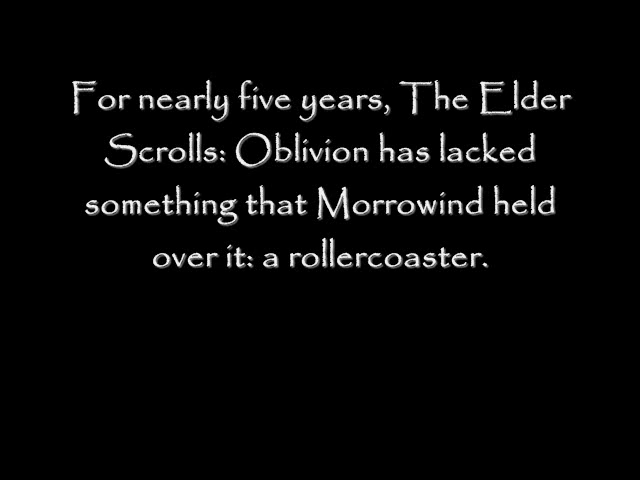 For nearly five years, The Elder
Scrolls: Oblivion has lacked
something that Morrowind held
over it: a rollercoaster.